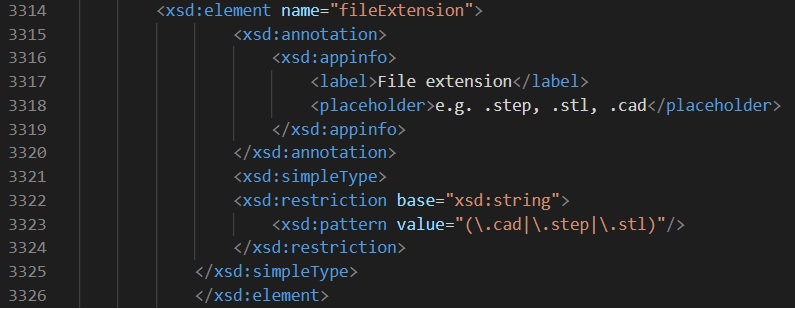 3314 <xsd:element name="fileExtension">
3315 <xsd:annotation>
3316 <xsd:appinfo>
3317 <label>File extension</label>
3318 <placeholder>e.g. .step, .stl, .cad</placeholder>
3319 </xsd:appinfo>
3320 </xsd:annotation>
3321 <xsd:simpleType>
3322 <xsd:restriction base="xsd:string">
3323 <xsd:pattern value="(\.cad|\.step|\.stl)"/>
3324 </xsd:restriction>
3325 </xsd:simpleType>
3326 </xsd:element>